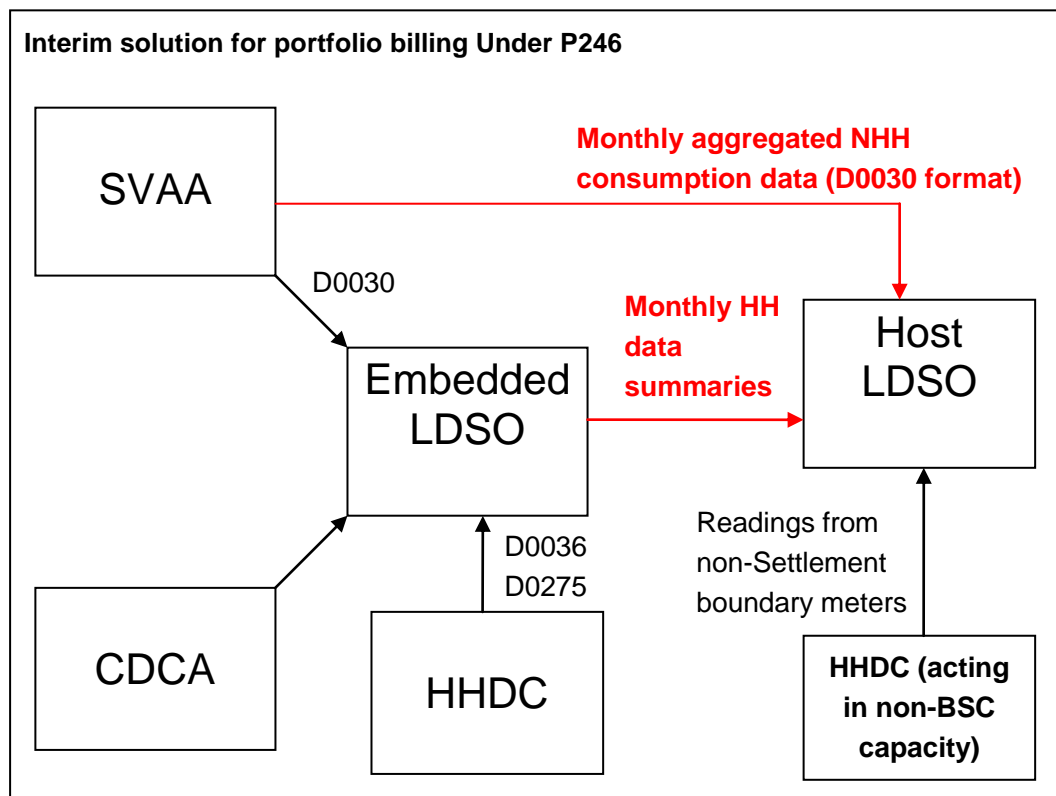 Interim solution for portfolio billing Under P246
SVAA
Monthly aggregated NHH
consumption data (D0030 format)
D0030
Monthly HH
data
summaries
Embedded
LDSO
Host
LDSO
Readings from
non-Settlement
boundary meters
D0036
D0275
CDCA
HHDC
HHDC (acting
in non-BSC
capacity)